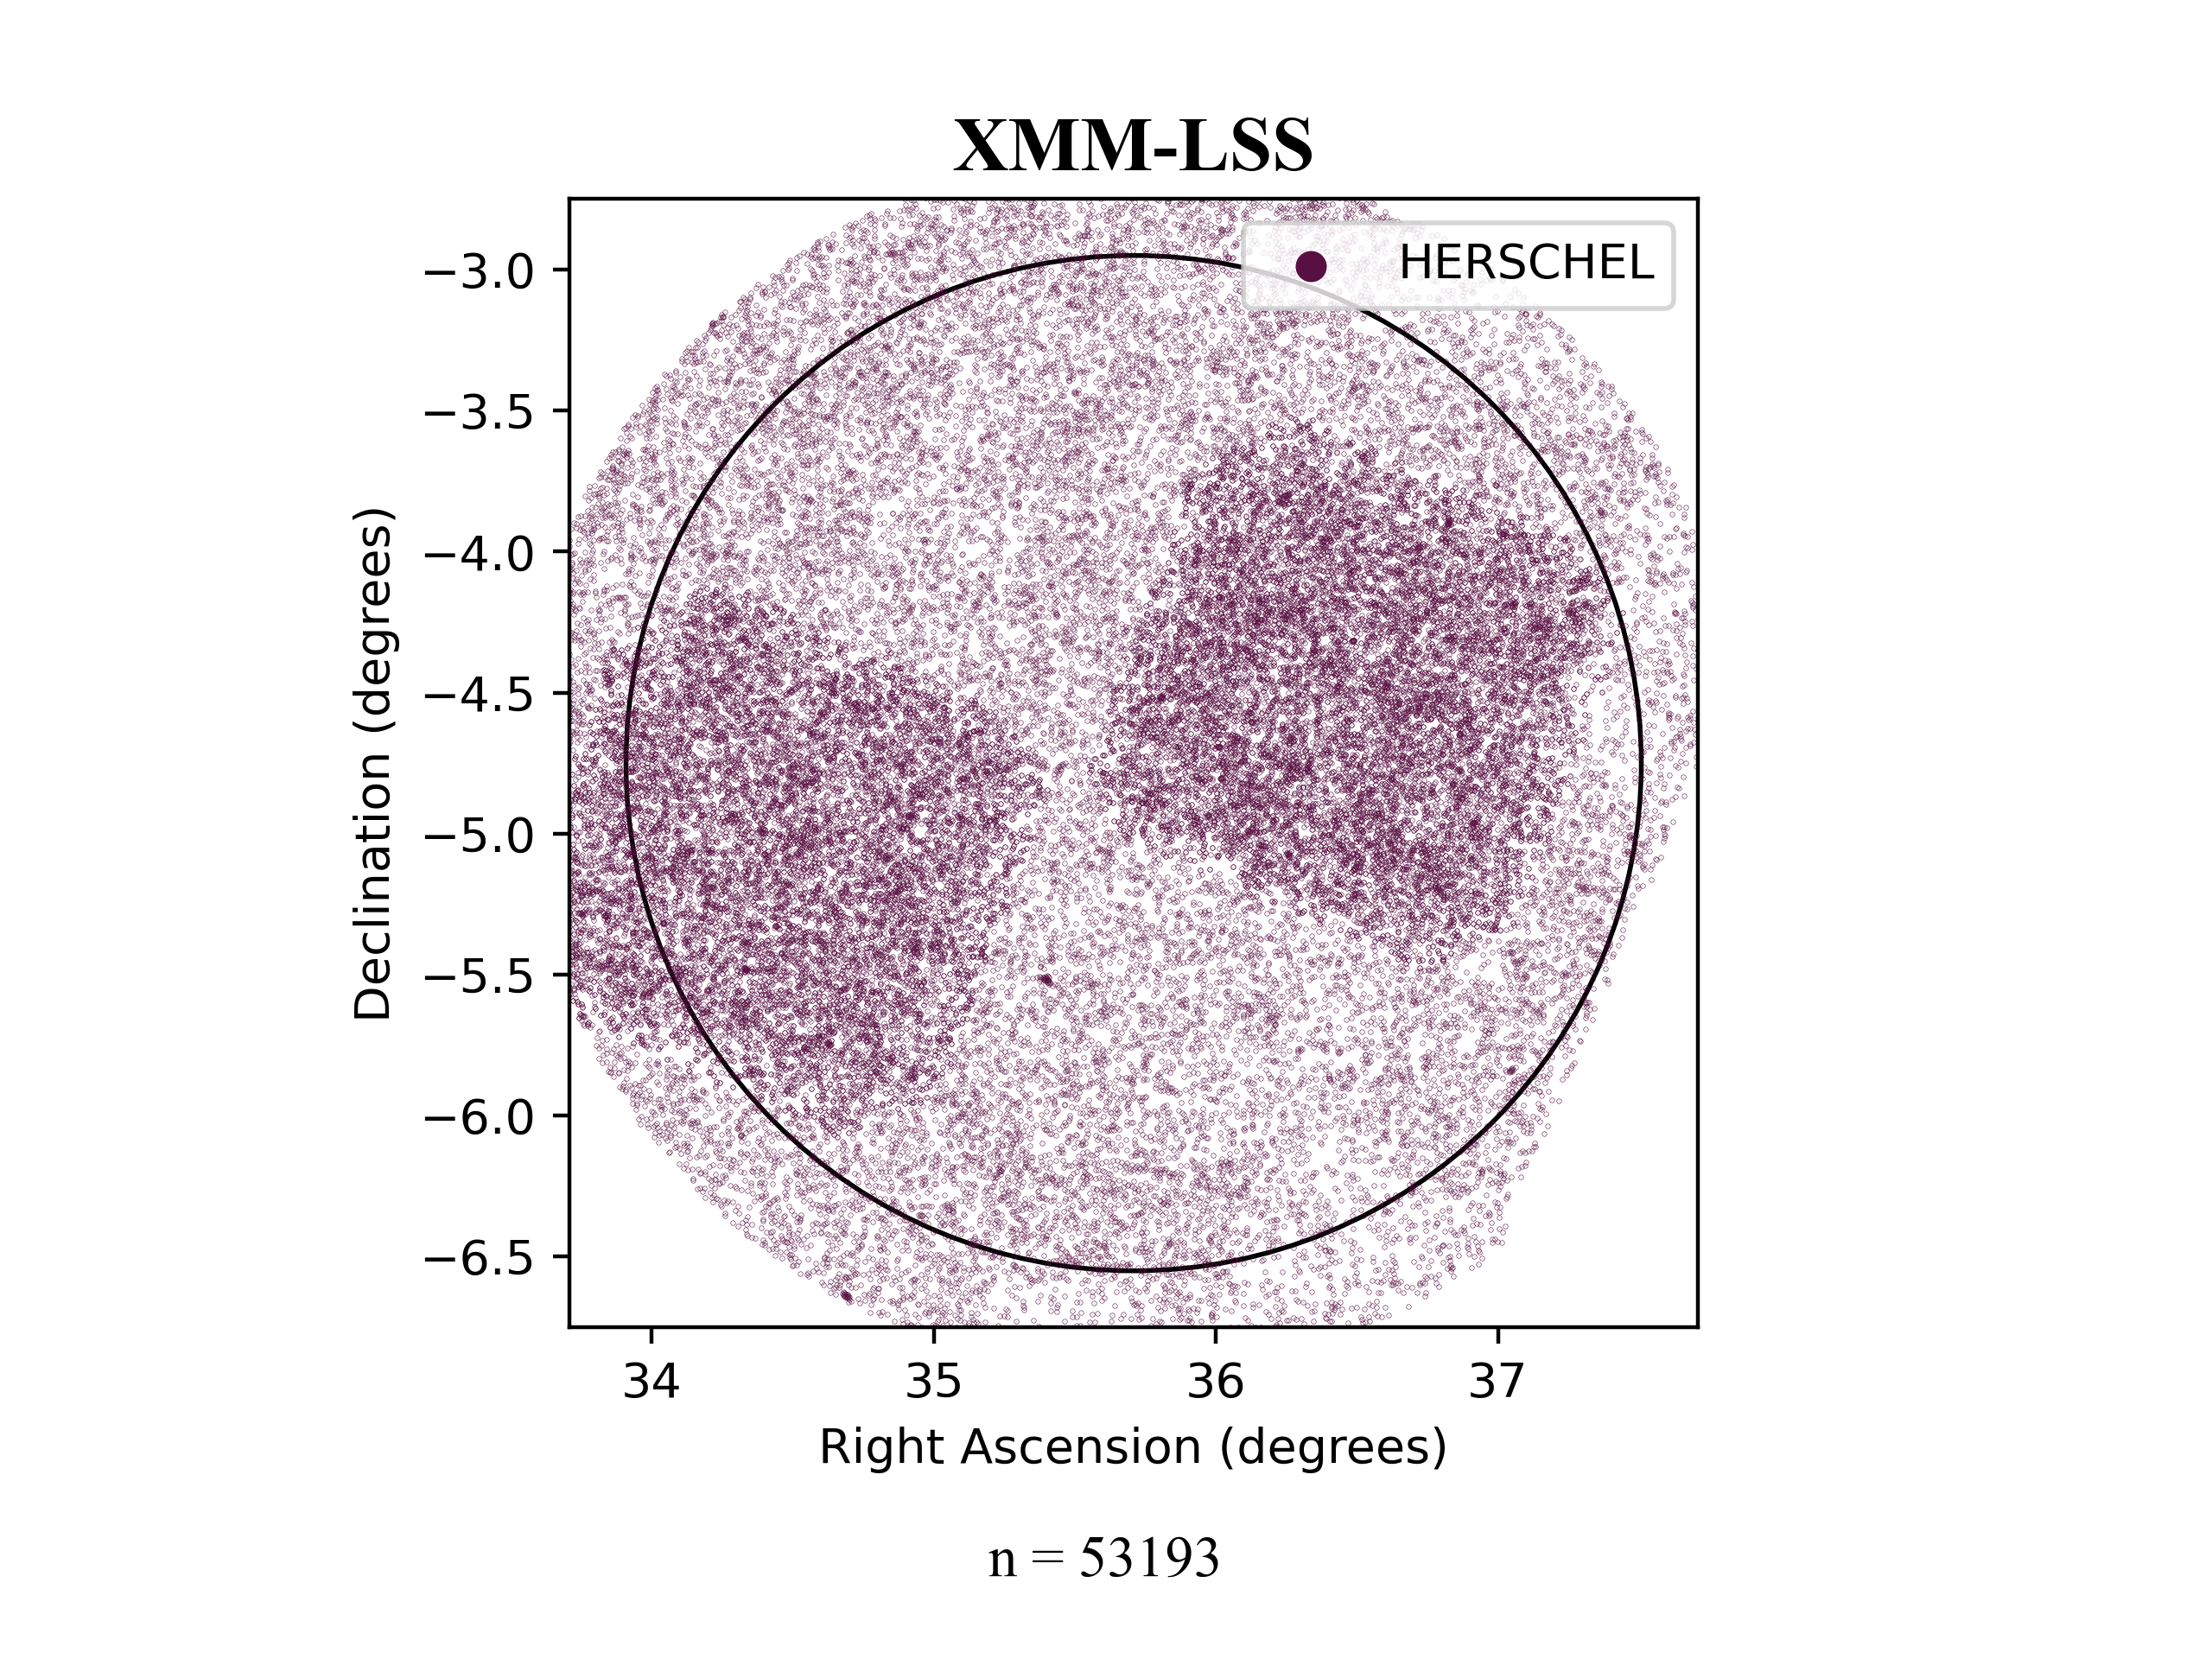 XMM-LSS
HERSCHEL
−3.0
−3.5
−4.0
−4.5
−5.0
−5.5
−6.0
−6.5
Declination (degrees)
34 35 36 37
Right Ascension (degrees)
n = 53193